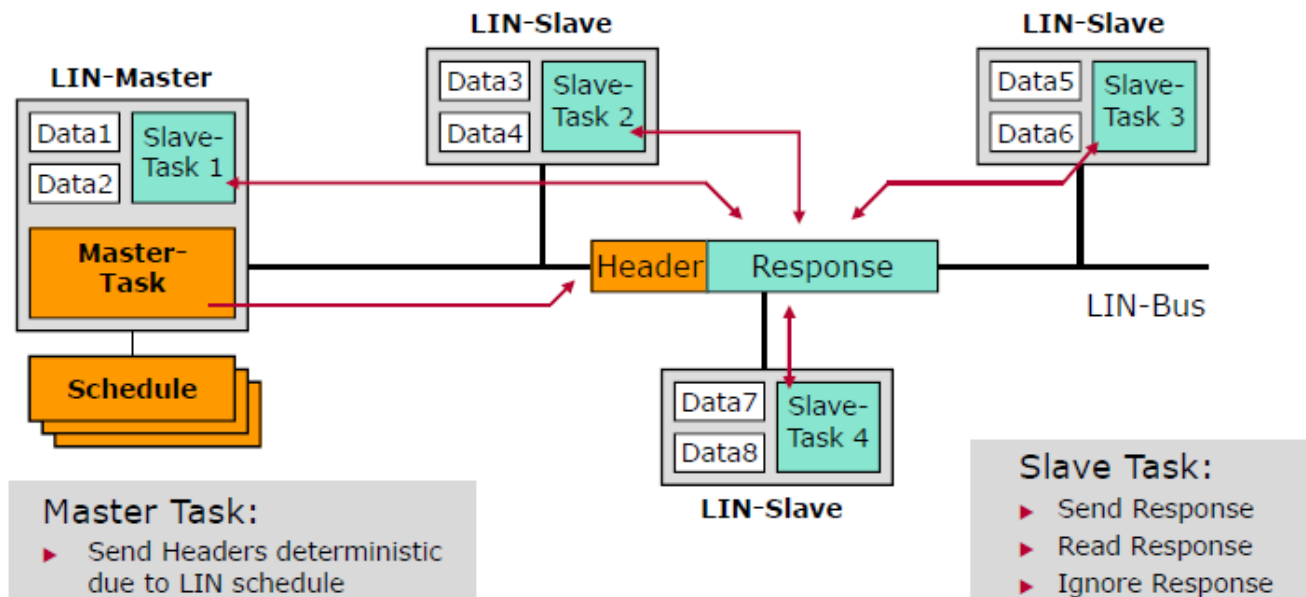 LIN-Slave
LIN-Slave
LIN-Master
Data3
Data4
Slave-
Task 2
Data5
Data6
Slave-
Task 3
Data1
Data2
Slave-
Task 1
Master-
Task
Header
Response
LIN-Bus
Schedule
Data7
Data8
Slave-
Task 4
LIN-Slave
Master Task:
Send Headers deterministic
due to LIN schedule
Slave Task:
Send Response
Read Response
Ignore Response